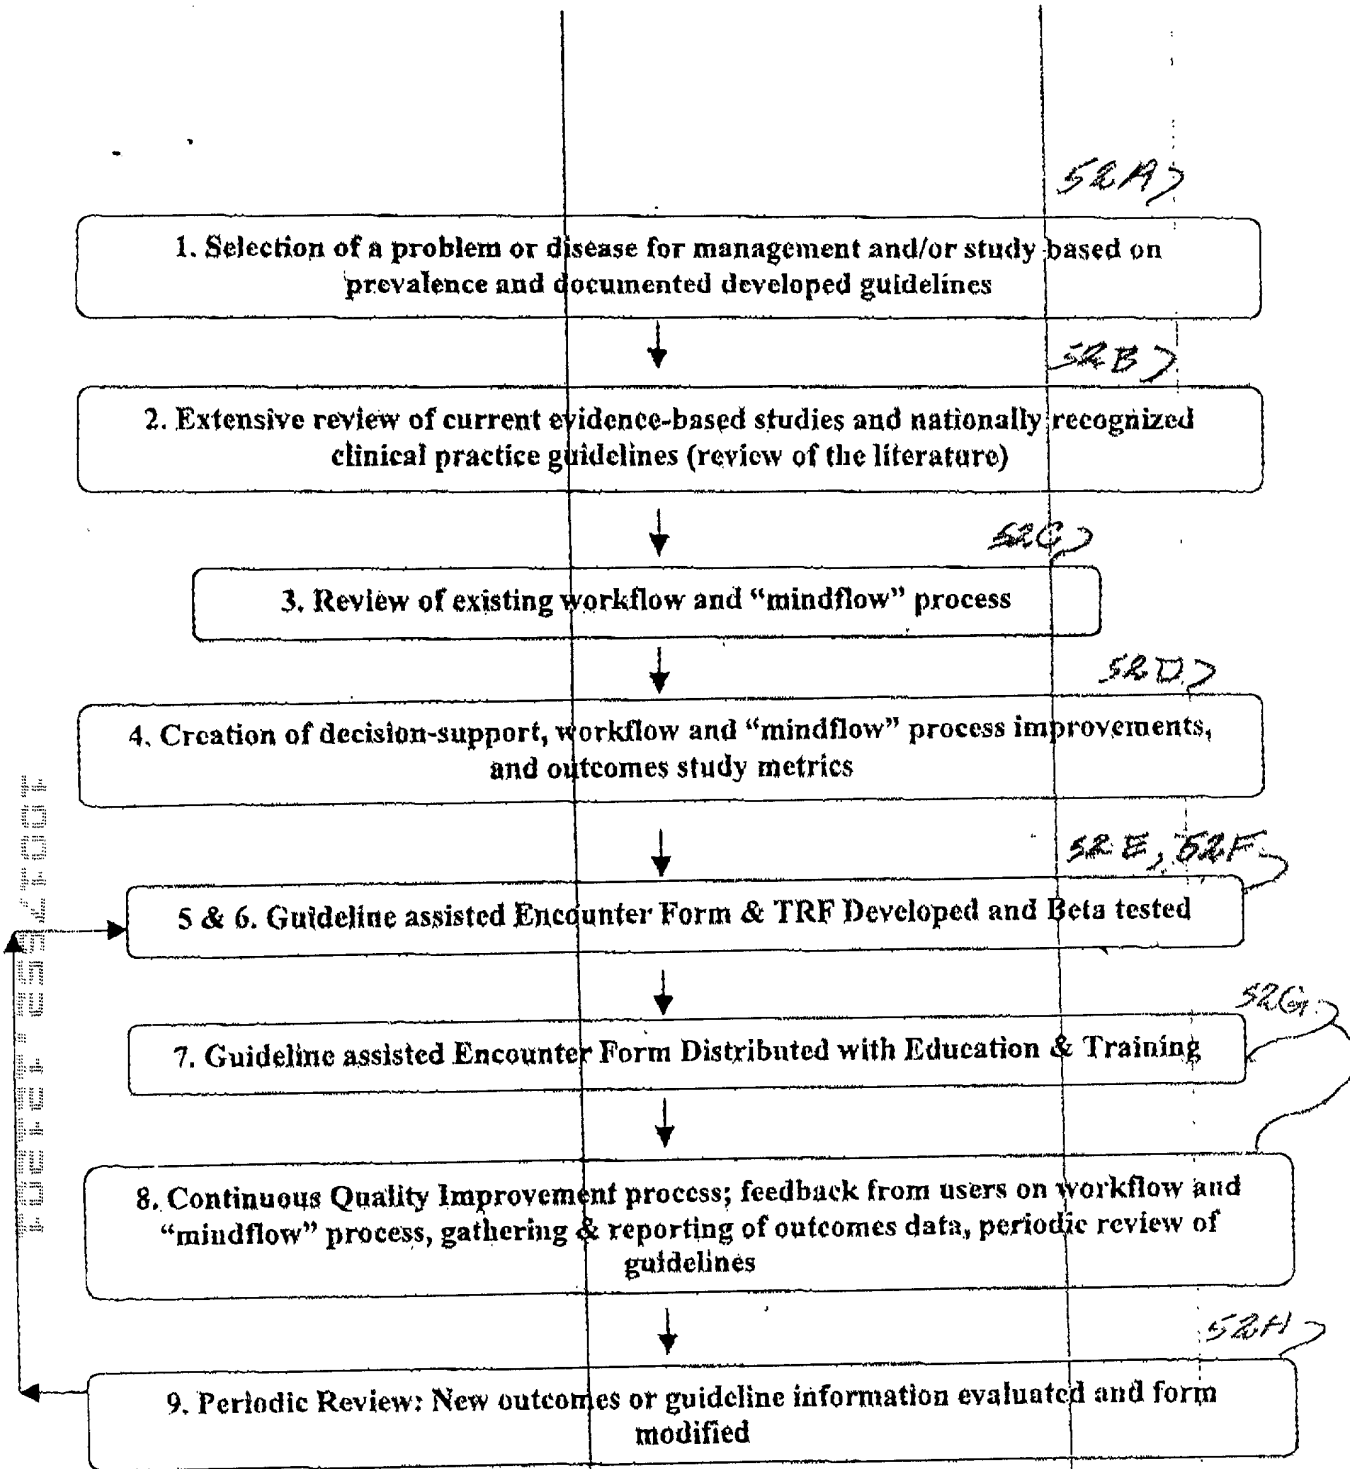 52A
1. Selection of a problem or disease for management and/or study based on
prevalence and documented developed guidelines
52B
2. Extensive review of current evidence-based studies and nationally recognized
clinical practice guidelines (review of the literature)
52C
3. Review of existing workflow and “mindflow” process
52D
4. Creation of decision-support, workflow and “mindflow” process improvements,
and outcomes study metrics
52E, 52F
5 & 6. Guideline assisted Encounter Form & TRF Developed and Beta tested
52G
7. Guideline assisted Encounter Form Distributed with Education & Training
8. Continuous Quality Improvement process; feedback from users on workflow and
“mindflow” process, gathering & reporting of outcomes data, periodic review of
guidelines
52H
9. Periodic Review: New outcomes or guideline information evaluated and form
modified